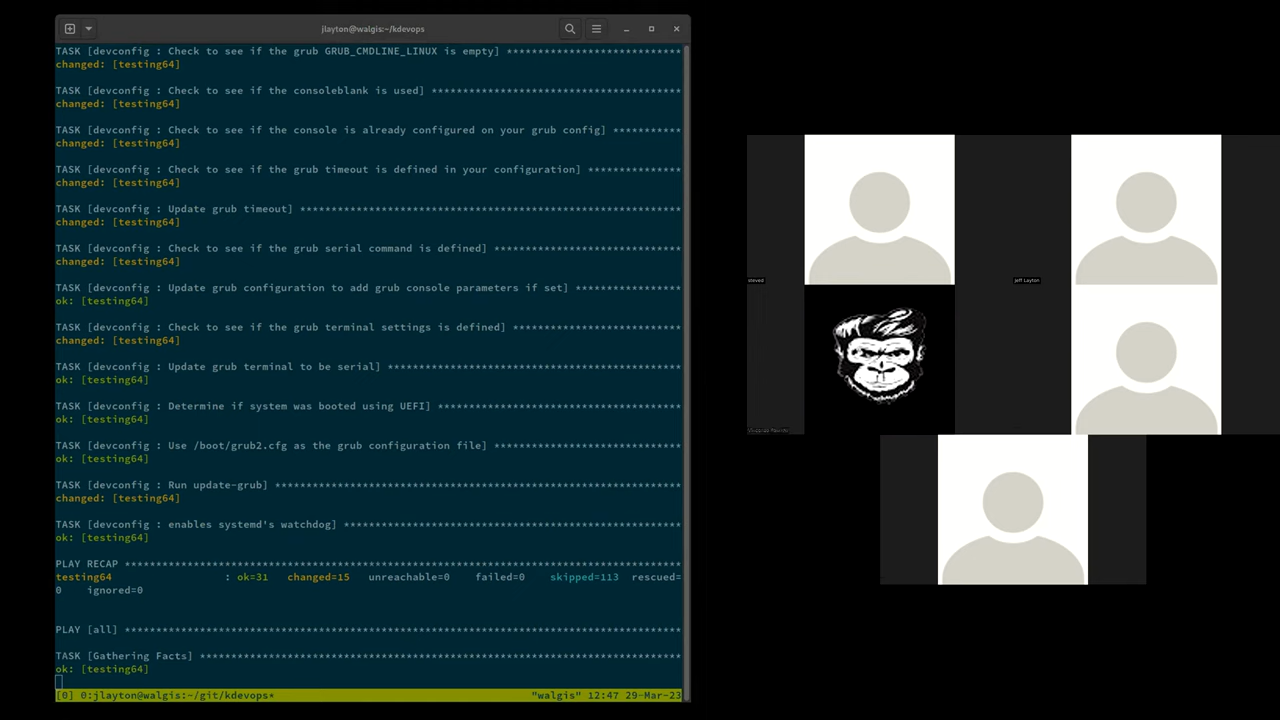 jlayton@walgis:~/kdevops
TASK [devconfig : Check to see if the grub GRUB_CMDLINE_LINUX is empty] ****************************
changed: [testing64]
TASK [devconfig : Check to see if the consoleblank is used] ****************************************
changed: [testing64]
TASK [devconfig : Check to see if the console is already configured on your grub config] ***********
changed: [testing64]
TASK [devconfig : Check to see if the grub timeout is defined in your configuration] ***************
changed: [testing64]
TASK [devconfig : Update grub timeout] *************************************************************
changed: [testing64]
TASK [devconfig : Check to see if the grub serial command is defined] ******************************
changed: [testing64]
TASK [devconfig : Update grub configuration to add grub console parameters if set] *****************
ok: [testing64]
TASK [devconfig : Check to see if the grub terminal settings is defined] ***************************
changed: [testing64]
TASK [devconfig : Update grub terminal to be serial] ***********************************************
ok: [testing64]
TASK [devconfig : Determine if system was booted using UEFI] ***************************************
ok: [testing64]
TASK [devconfig : Use /boot/grub2.cfg as the grub configuration file] ******************************
ok: [testing64]
TASK [devconfig : Run update-grub] *****************************************************************
changed: [testing64]
TASK [devconfig : enables systemd's watchdog] ******************************************************
ok: [testing64]
PLAY RECAP *****************************************************************************************
testing64 : ok=31 changed=15 unreachable=0 failed=0 skipped=113 rescued=
0 ignored=0
PLAY [all] *****************************************************************************************
TASK [Gathering Facts] *****************************************************************************
ok: [testing64]
[0] 0:jlayton@walgis:~/git/kdevops* "walgis" 12:47 29-Mar-23
steved
Jeff Layton